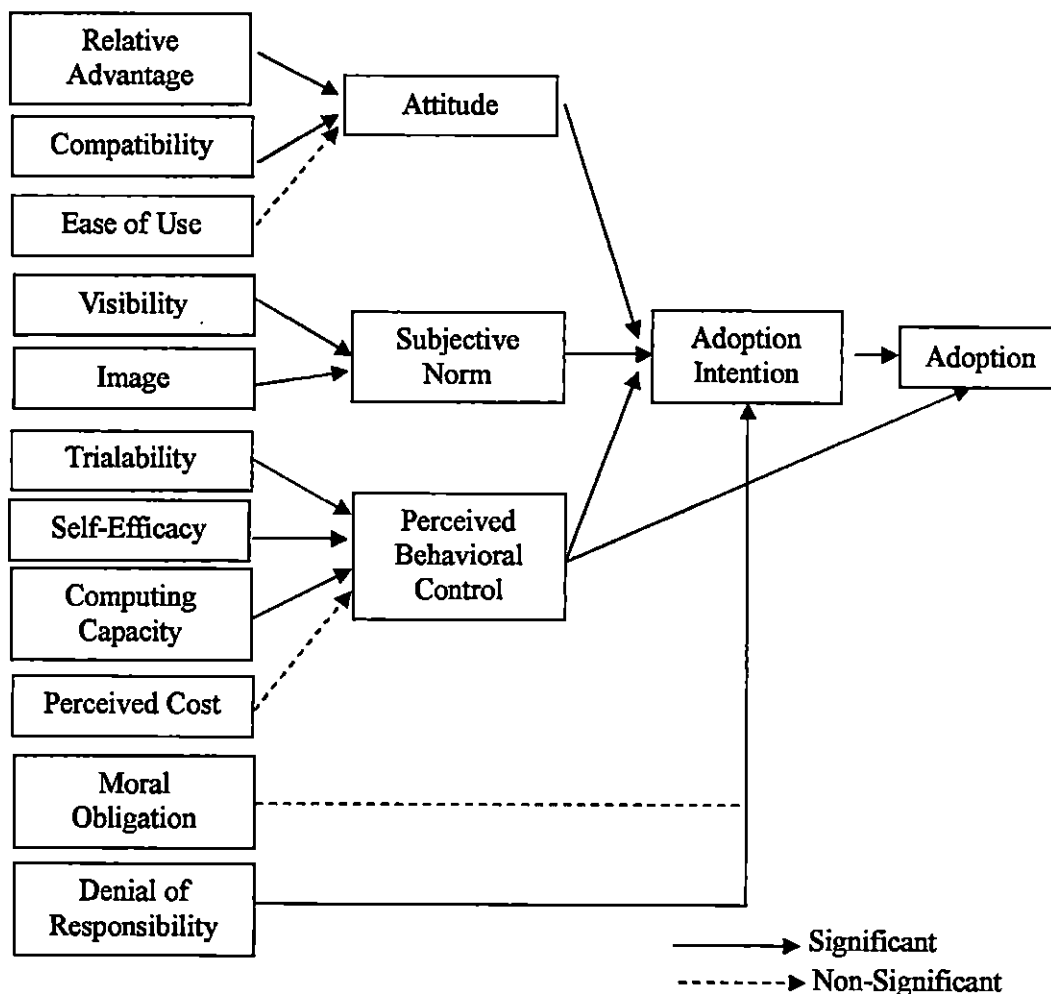 Relative
Advantage
Attitude
Compatibility
Ease of Use
Visibility
Subjective
Norm
Adoption
Intention
Adoption
Image
Trialability
Self-Efficacy
Perceived
Behavioral
Control
Computing
Capacity
Perceived Cost
Moral
Obligation
Denial of
Responsibility
Significant
Non-Significant